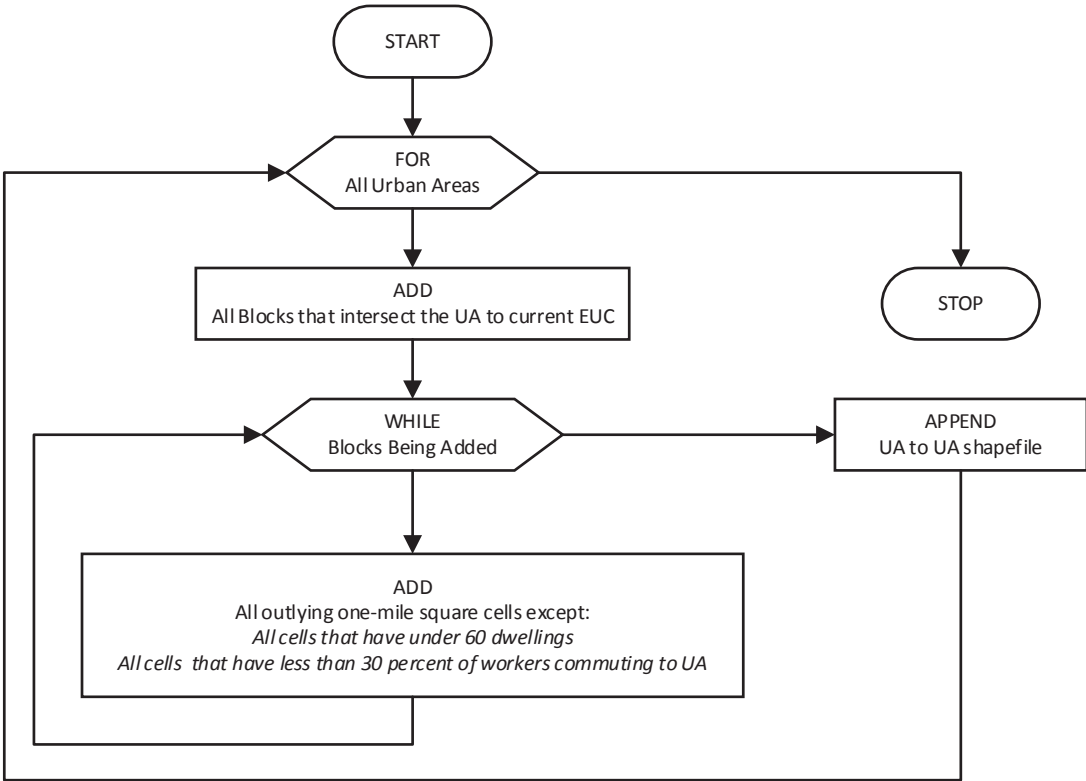 START
FOR
All Urban Areas
ADD
All Blocks that intersect the UA to current EUC
STOP
WHILE
Blocks Being Added
APPEND
UA to UA shapefile
ADD
All outlying one-mile square cells except:
All cells that have under 60 dwellings
All cells that have less than 30 percent of workers commuting to UA